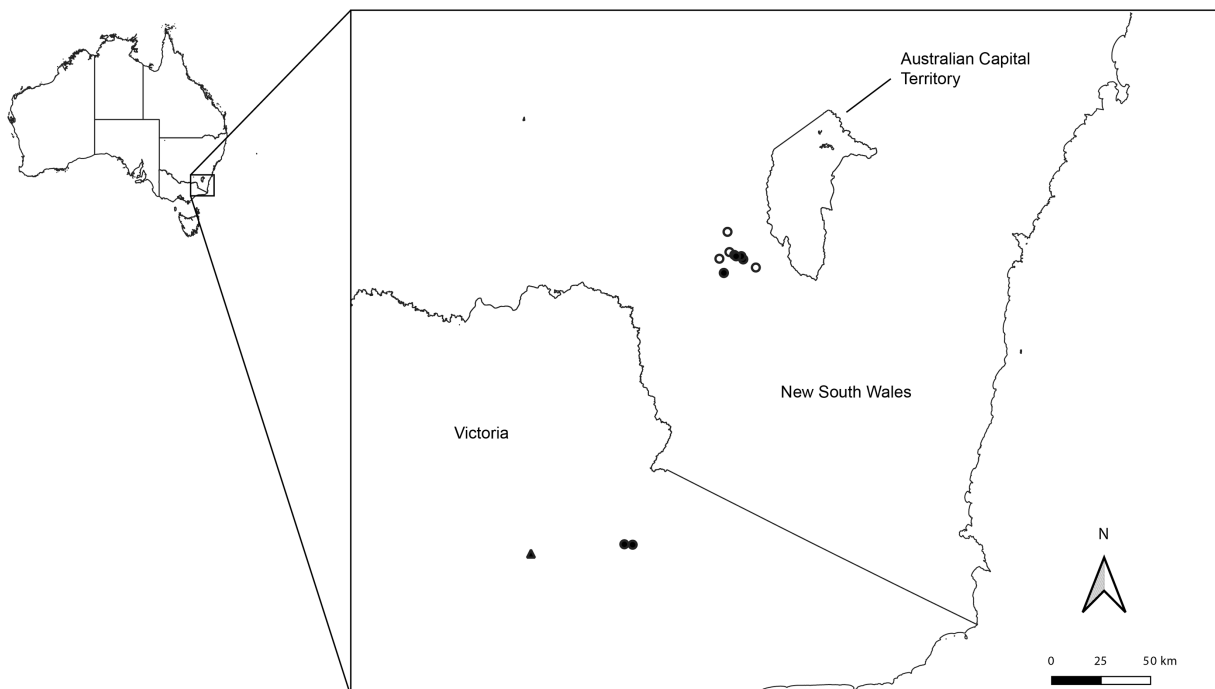 Australian Capital
Territory
New South Wales
Victoria
N
0 25 50 km